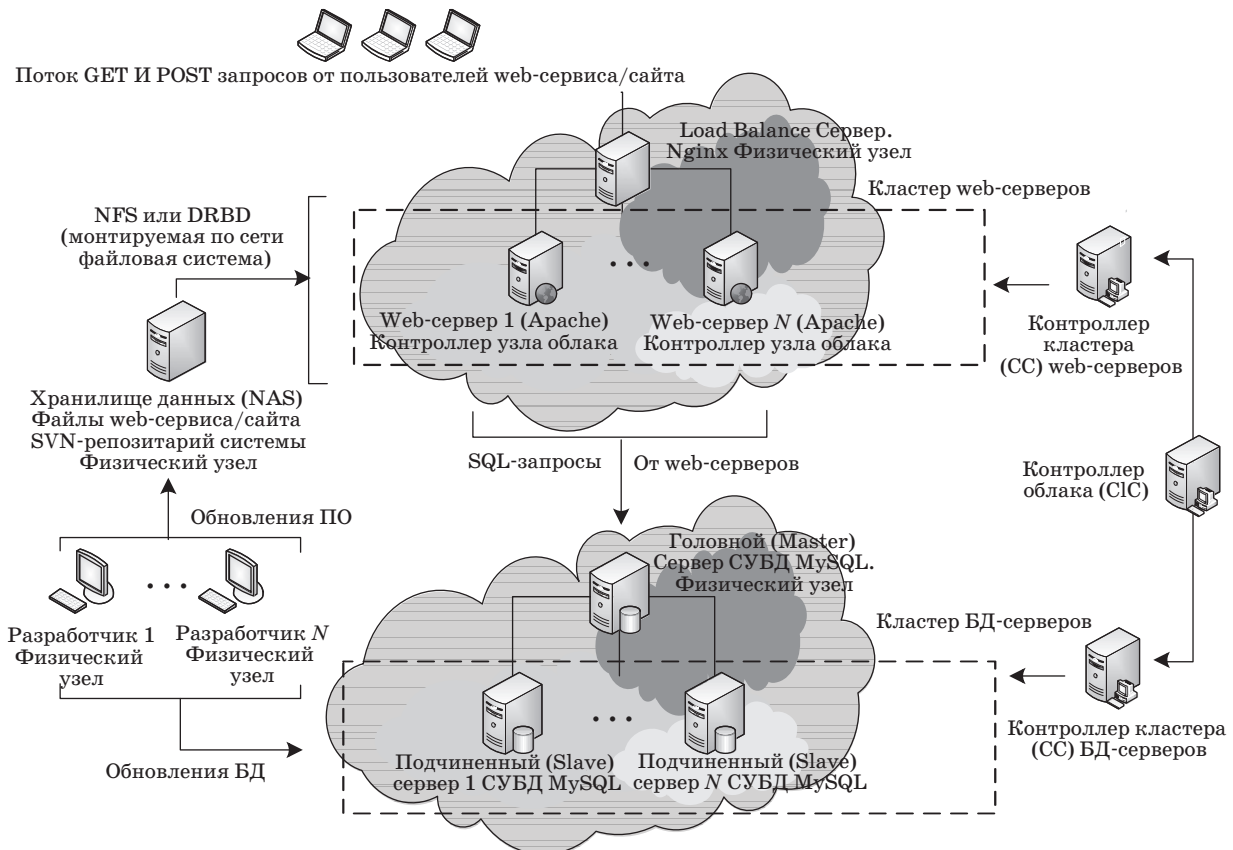 Поток GET И POST запросов от пользователей web-сервиса/сайта
Load Balance Сервер.
Nginx Физический узел
Кластер web-серверов
NFS или DRBD
(монтируемая по сети
файловая система)
Web-сервер 1 (Apache)
Контроллер узла облака
. . .
Web-сервер N (Apache)
Контроллер узла облака
Контроллер
кластера
(CC) web-серверов
Хранилище данных (NAS)
Файлы web-сервиса/сайта
SVN-репозитарий системы
Физический узел
SQL-запросы
От web-серверов
Контроллер
облака (ClC)
Обновления ПО
Головной (Master)
Сервер СУБД MySQL.
Физический узел
. . .
Разработчик 1
Физический
узел
Разработчик N
Физический
узел
Кластер БД-серверов
Контроллер кластера
(CC) БД-серверов
Обновления БД
. . .
Подчиненный (Slave)
сервер 1 СУБД MySQL
Подчиненный (Slave)
сервер N СУБД MySQL